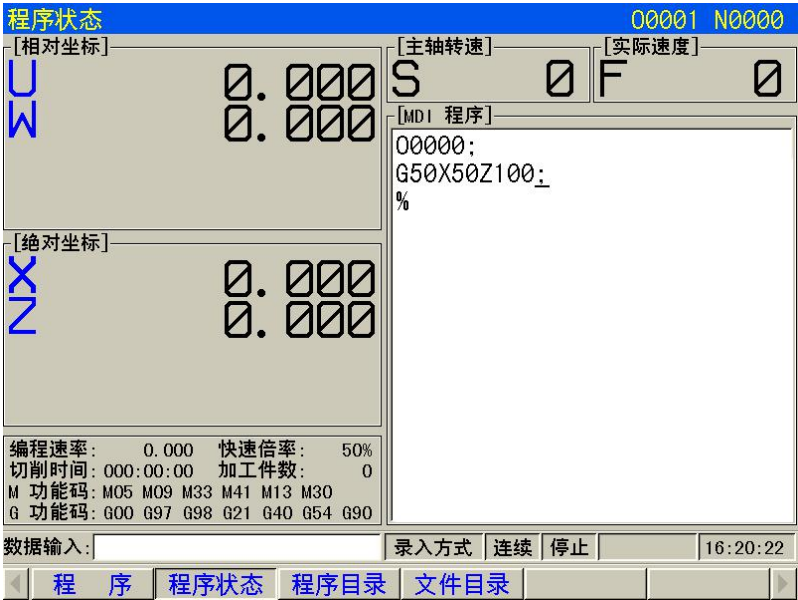 程序状态 O0001 N0000
[相对坐标]
U 0.000
W 0.000
[主轴转速] [实际速度]
S 0 F 0
[MDI 程序]
O0000;
G50X50Z100;
%
[绝对坐标]
X 0.000
Z 0.000
编程速率: 0.000 快速倍率: 50%
切削时间: 000:00:00 加工件数: 0
M 功能码: M05 M09 M33 M41 M13 M30
G 功能码: G00 G97 G98 G21 G40 G54 G90
数据输入: 录入方式 连续 停止 16:20:22
程 序 程序状态 程序目录 文件目录